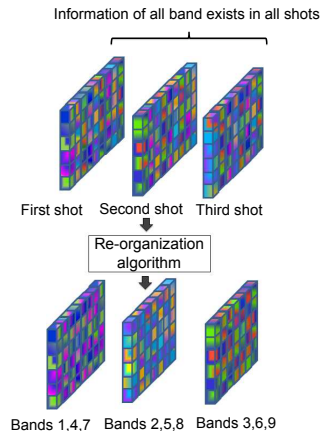 Information of all band exists in all shots
First shot
Second shot
Third shot
Re-organization
algorithm
Bands 1,4,7
Bands 2,5,8
Bands 3,6,9